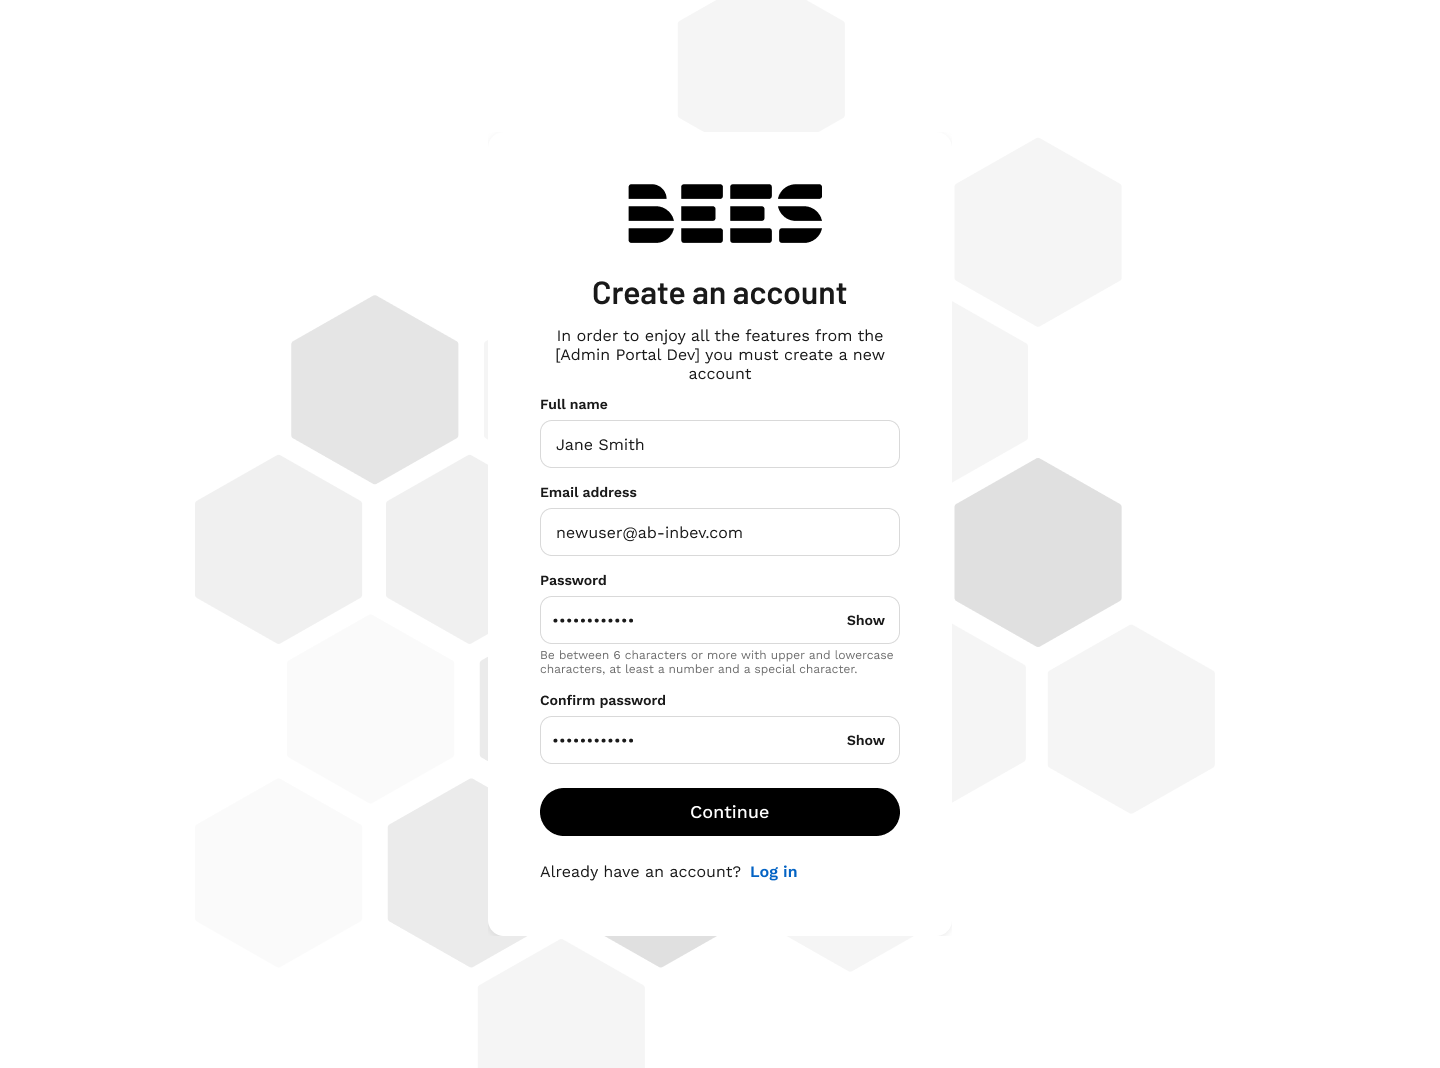 BEES
Create an account
In order to enjoy all the features from the
[Admin Portal Dev] you must create a new
account
Full name
Jane Smith
Email address
newuser@ab-inbev.com
Password
•••••••••••• Show
Be between 6 characters or more with upper and lowercase
characters, at least a number and a special character.
Confirm password
•••••••••••• Show
Continue
Already have an account? Log in